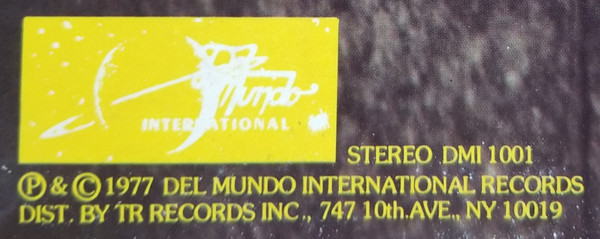 Del
Mundo
INTERNATIONAL
STEREO DMI 1001
Ⓟ & © 1977 DEL MUNDO INTERNATIONAL RECORDS
DIST. BY TR RECORDS INC., 747 10th.AVE., NY 10019